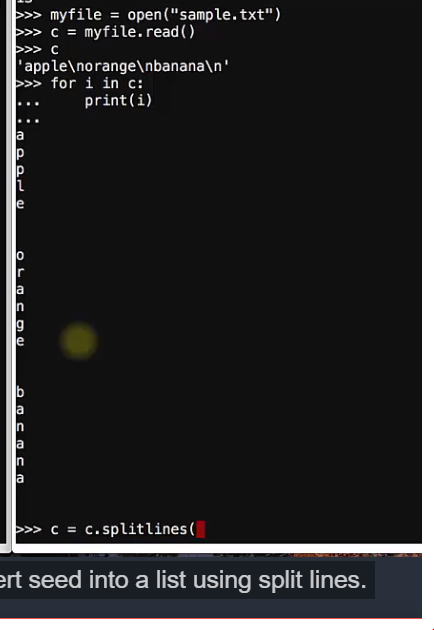 >>> myfile = open("sample.txt")
>>> c = myfile.read()
>>> c
'apple\norange\nbanana\n'
>>> for i in c:
...     print(i)
...
a
p
p
l
e
o
r
a
n
g
e
b
a
n
a
n
a
>>> c = c.splitlines(
ert seed into a list using split lines.